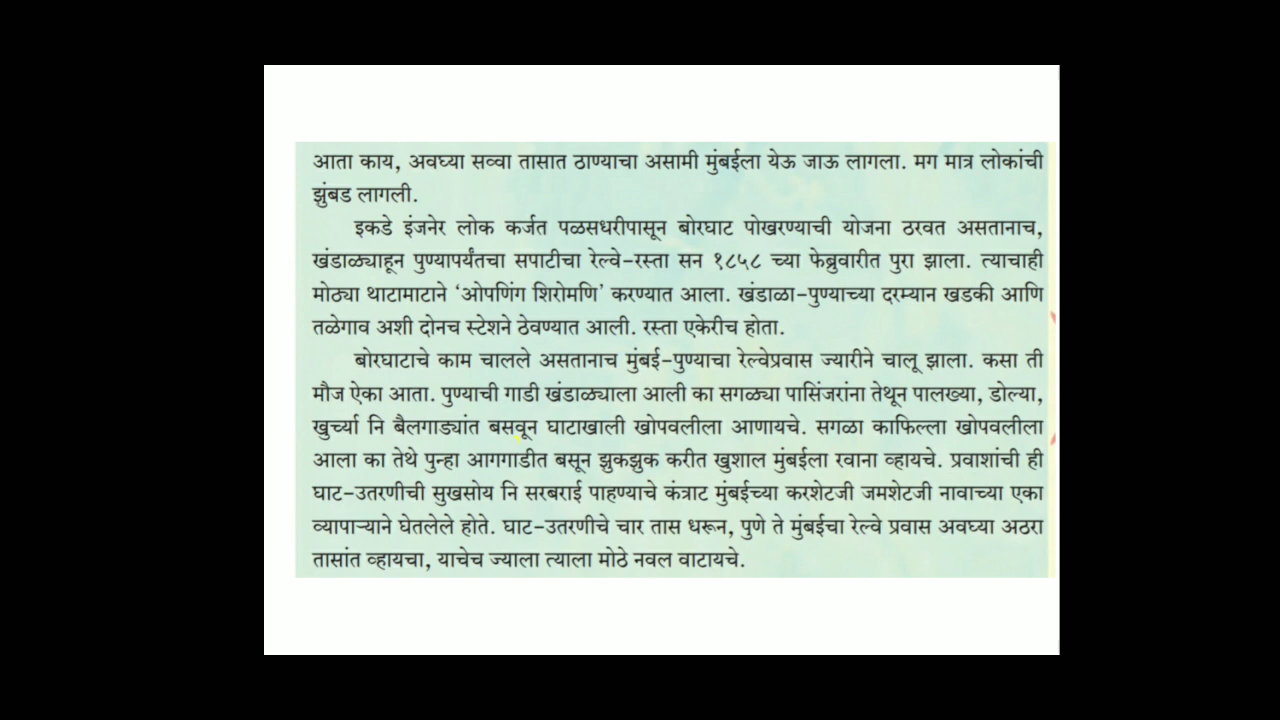 आता काय, अवघ्या सव्वा तासात ठाण्याचा असामी मुंबईला येऊ जाऊ लागला. मग मात्र लोकांची
झुंबड लागली.
इकडे इंजनेर लोक कर्जत पळसधरीपासून बोरघाट पोखरण्याची योजना ठरवत असतानाच,
खंडाळ्याहून पुण्यापर्यंतचा सपाटीचा रेल्वे-रस्ता सन १८५८ च्या फेब्रुवारीत पुरा झाला. त्याचाही
मोठ्या थाटामाटाने ‘ओपणिंग शिरोमणि’ करण्यात आला. खंडाळा-पुण्याच्या दरम्यान खडकी आणि
तळेगाव अशी दोनच स्टेशने ठेवण्यात आली. रस्ता एकेरीच होता.
बोरघाटाचे काम चालले असतानाच मुंबई-पुण्याचा रेल्वेप्रवास ज्यारीने चालू झाला. कसा ती
मौज ऐका आता. पुण्याची गाडी खंडाळ्याला आली का सगळ्या पासिंजरांना तेथून पालख्या, डोल्या,
खुर्च्या नि बैलगाड्यांत बसवून घाटाखाली खोपवलीला आणायचे. सगळा काफिल्ला खोपवलीला
आला का तेथे पुन्हा आगगाडीत बसून झुकझुक करीत खुशाल मुंबईला रवाना व्हायचे. प्रवाशांची ही
घाट-उतरणीची सुखसोय नि सरबराई पाहण्याचे कंत्राट मुंबईच्या करशेटजी जमशेटजी नावाच्या एका
व्यापाऱ्याने घेतलेले होते. घाट-उतरणीचे चार तास धरून, पुणे ते मुंबईचा रेल्वे प्रवास अवघ्या अठरा
तासांत व्हायचा, याचेच ज्याला त्याला मोठे नवल वाटायचे.